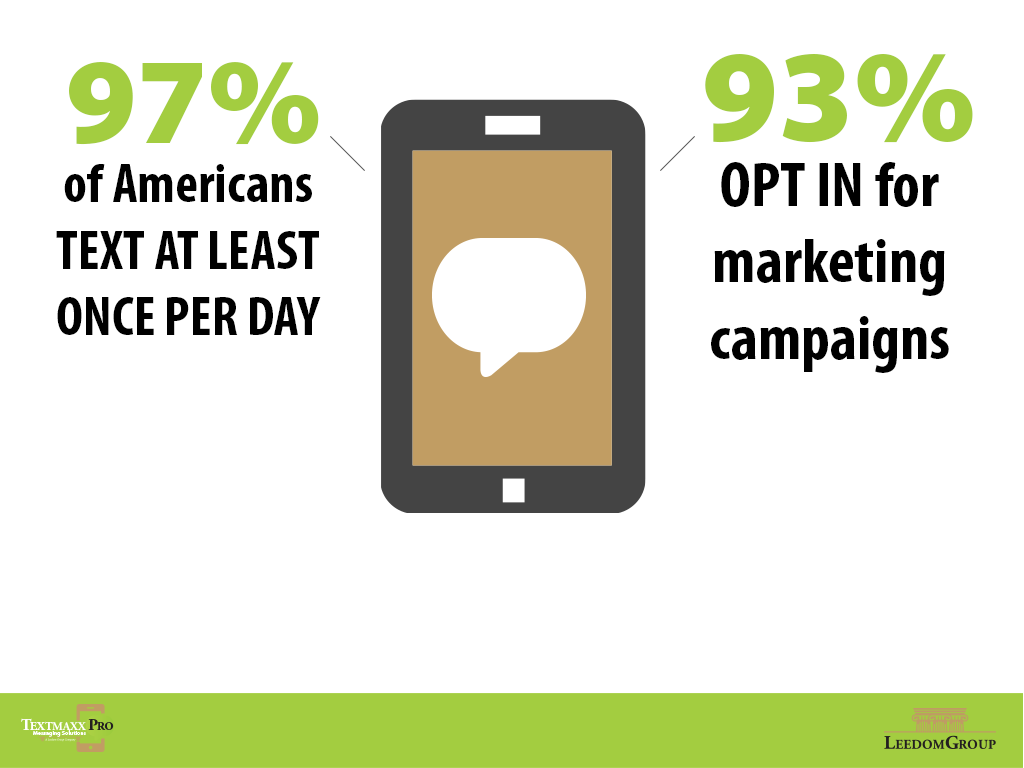 97%
of Americans
TEXT AT LEAST
ONCE PER DAY
93%
OPT IN for
marketing
campaigns
TEXTMAXX PRO
Messaging Solutions
LEEDOMGROUP